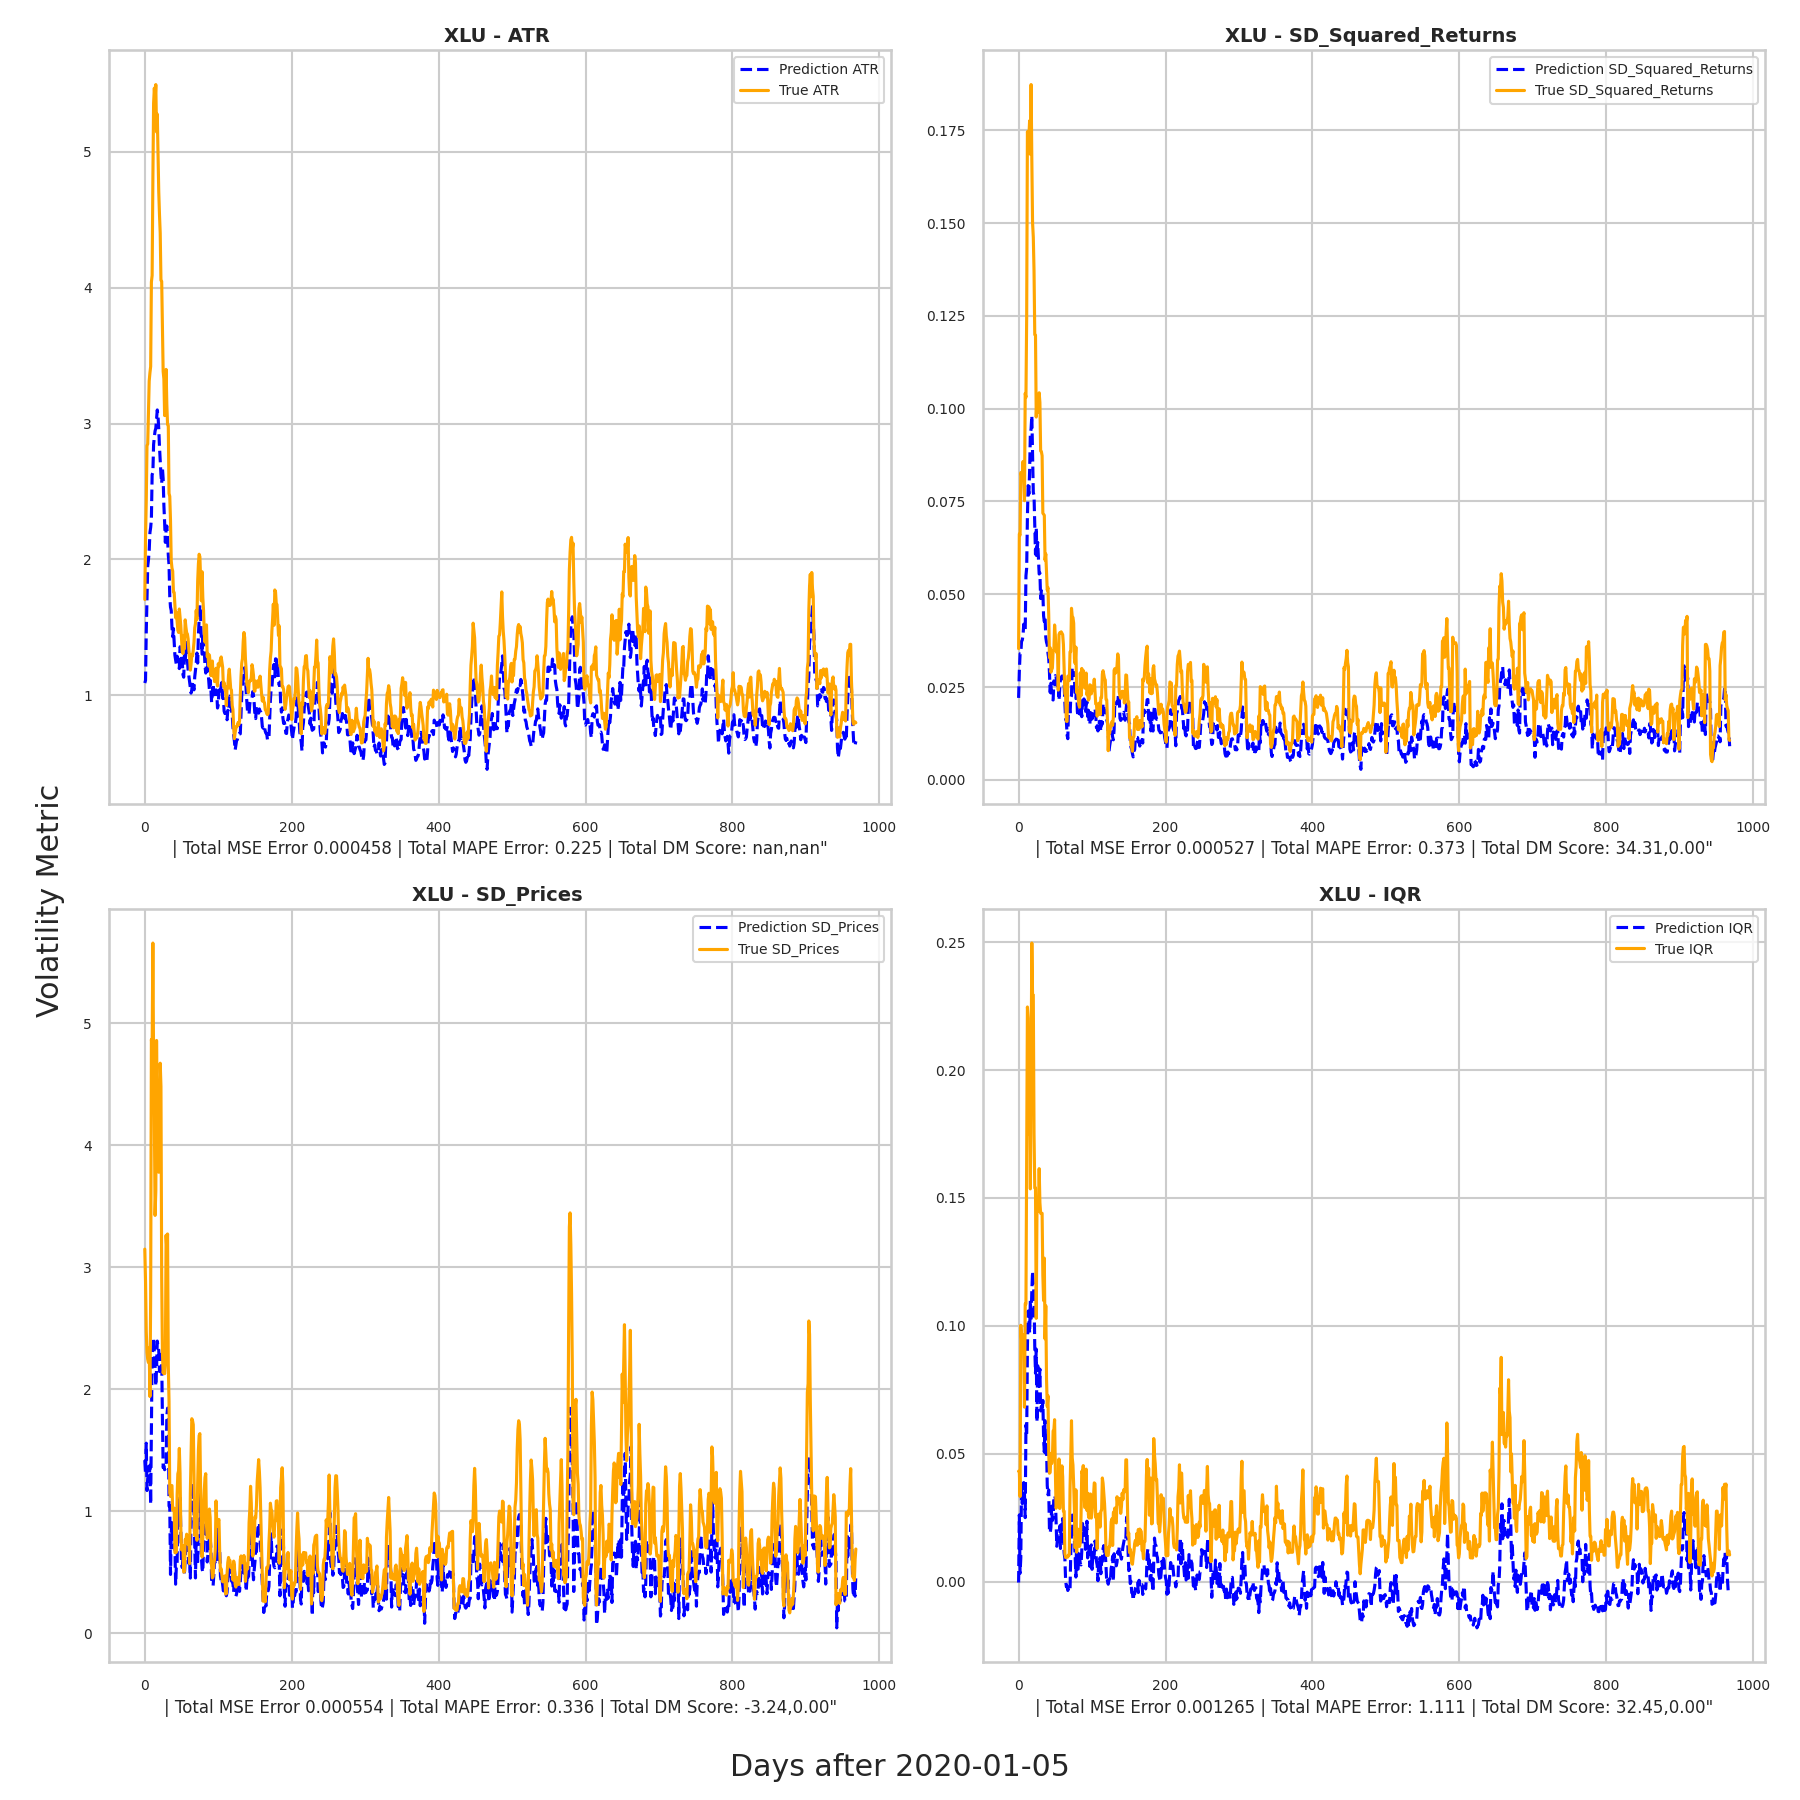 XLU - ATR
Prediction ATR
True ATR
5
4
3
2
1
0 200 400 600 800 1000
| Total MSE Error 0.000458 | Total MAPE Error: 0.225 | Total DM Score: nan,nan"
XLU - SD_Squared_Returns
Prediction SD_Squared_Returns
True SD_Squared_Returns
0.175
0.150
0.125
0.100
0.075
0.050
0.025
0.000
0 200 400 600 800 1000
| Total MSE Error 0.000527 | Total MAPE Error: 0.373 | Total DM Score: 34.31,0.00"
Volatility Metric
XLU - SD_Prices
Prediction SD_Prices
True SD_Prices
5
4
3
2
1
0
0 200 400 600 800 1000
| Total MSE Error 0.000554 | Total MAPE Error: 0.336 | Total DM Score: -3.24,0.00"
XLU - IQR
Prediction IQR
True IQR
0.25
0.20
0.15
0.10
0.05
0.00
0 200 400 600 800 1000
| Total MSE Error 0.001265 | Total MAPE Error: 1.111 | Total DM Score: 32.45,0.00"
Days after 2020-01-05